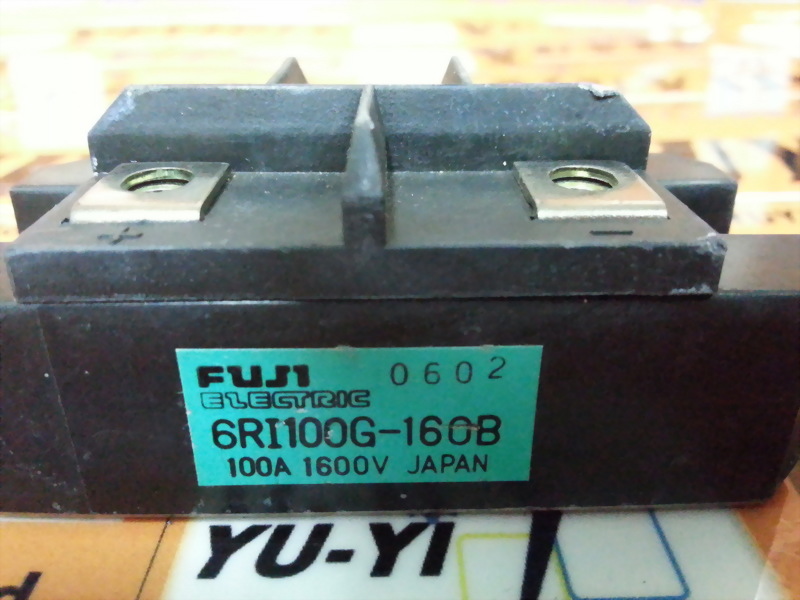 + -
FUJI 0602
ELECTRIC
6RI100G-160B
100A 1600V JAPAN
YU-YI